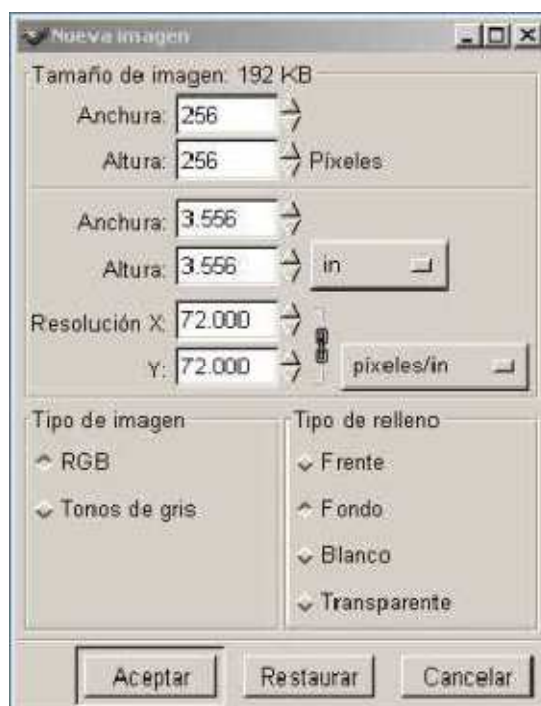 Nueva imagen
Tamaño de imagen: 192 KB
Anchura: 256
Altura: 256 Píxeles
Anchura: 3.556
Altura: 3.556 in
Resolución X: 72.000
Y: 72.000 píxeles/in
Tipo de imagen
RGB
Tonos de gris
Tipo de relleno
Frente
Fondo
Blanco
Transparente
Aceptar Restaurar Cancelar